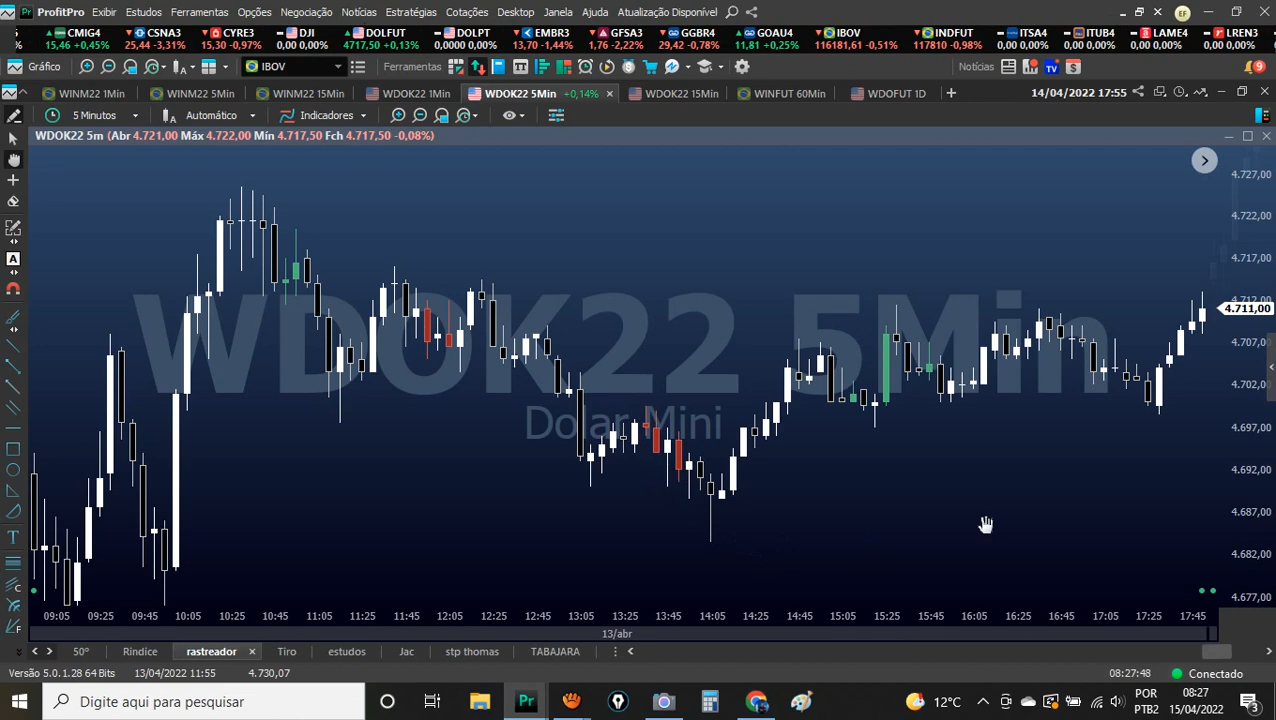 ProfitPro Exibir Estudos Ferramentas Opções Negociação Notícias Estratégias Cotações Desktop Janela Ajuda Atualização Disponível EF
CMIG4 CSNA3 CYRE3 DJI DOLFUT DOLPT EMBR3 GFSA3 GGBR4 GOAU4 IBOV INDFUT ITSA4 ITUB4 LAME4 LREN3
15,46 +0,45% 25,44 -3,31% 15,30 -0,97% 0,00 0,00% 4717,50 +0,13% 0,0000 0,00% 13,70 -1,44% 1,76 -2,22% 29,42 -0,78% 11,81 +0,25% 116181,61 -0,51% 117810 -0,98% 0,00 0,00% 0,00 0,00% 0,00 0,00% 0,00 0,00%
Gráfico IBOV Ferramentas Notícias 9
WINM22 1Min WINM22 5Min WINM22 15Min WDOK22 1Min WDOK22 5Min +0,14% WDOK22 15Min WINFUT 60Min WDOFUT 1D 14/04/2022 17:55
5 Minutos Automático Indicadores
WDOK22 5m (Abr 4.721,00 Máx 4.722,00 Mín 4.717,50 Fch 4.717,50 -0,08%)
4.727,00
4.722,00
4.717,00
4.712,00
4.711,00
4.707,00
4.702,00
4.697,00
4.692,00
4.687,00
4.682,00
4.677,00
WDOK22 5Min
Dolar Mini
09:05 09:25 09:45 10:05 10:25 10:45 11:05 11:25 11:45 12:05 12:25 12:45 13:05 13:25 13:45 14:05 14:25 14:45 15:05 15:25 15:45 16:05 16:25 16:45 17:05 17:25 17:45
13/abr
50º Rindice rastreador Tiro estudos Jac stp thomas TABAJARA
Versão 5.0.1.28 64 Bits 13/04/2022 11:55 4.730,07 08:27:48 Conectado
Digite aqui para pesquisar Pr 12°C POR 08:27
PTB2 15/04/2022 3